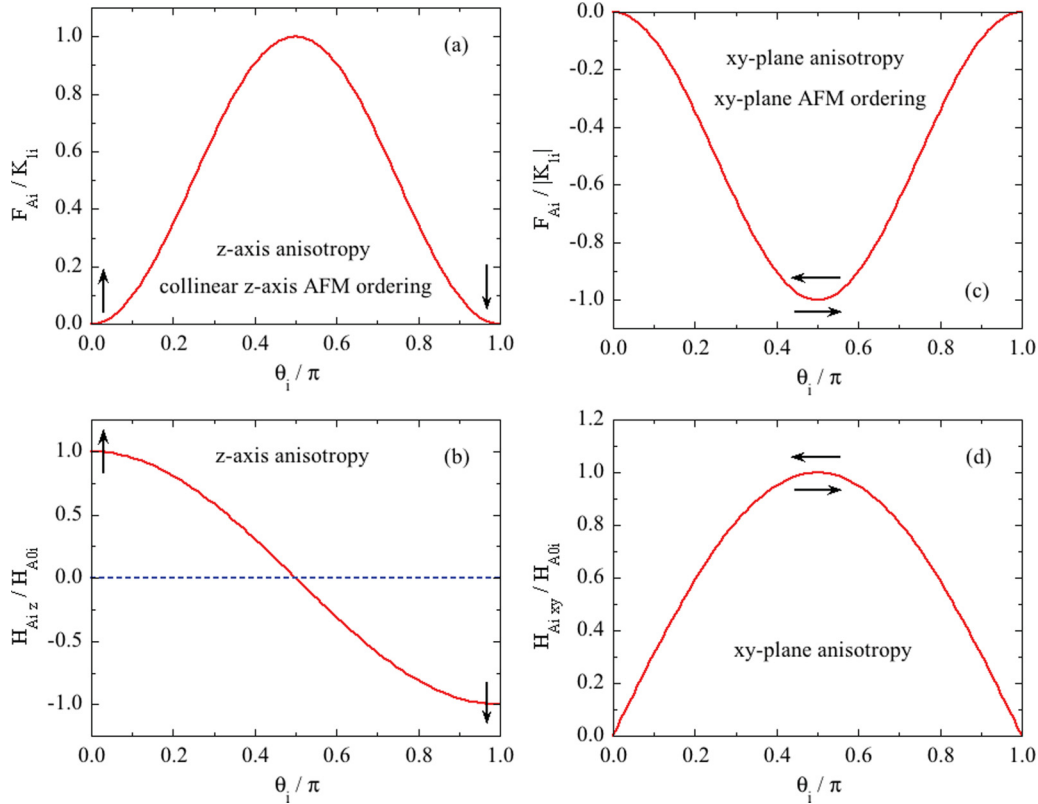 (a)
F_Ai / K_1i
1.0
0.8
0.6
0.4
0.2
0.0
z-axis anisotropy
collinear z-axis AFM ordering
0.0 0.2 0.4 0.6 0.8 1.0
θ_i / π
(c)
F_Ai / |K_1i|
0.0
-0.2
-0.4
-0.6
-0.8
-1.0
xy-plane anisotropy
xy-plane AFM ordering
0.0 0.2 0.4 0.6 0.8 1.0
θ_i / π
(b)
H_Ai z / H_A0i
1.0
0.5
0.0
-0.5
-1.0
z-axis anisotropy
0.0 0.2 0.4 0.6 0.8 1.0
θ_i / π
(d)
H_Ai xy / H_A0i
1.2
1.0
0.8
0.6
0.4
0.2
0.0
xy-plane anisotropy
0.0 0.2 0.4 0.6 0.8 1.0
θ_i / π